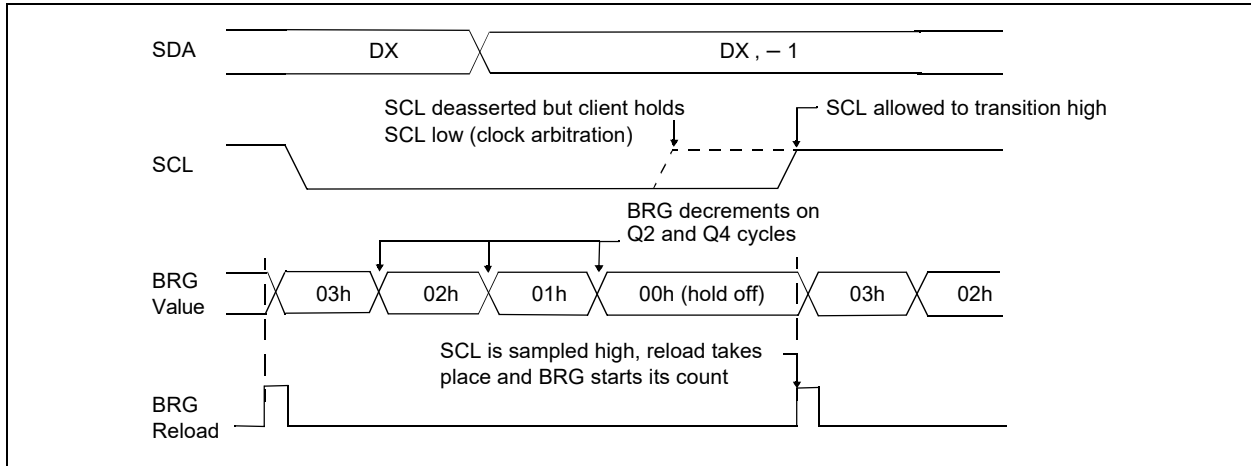 SDA
DX
DX , – 1
SCL deasserted but client holds
SCL low (clock arbitration)
SCL allowed to transition high
SCL
BRG decrements on
Q2 and Q4 cycles
BRG
Value
03h
02h
01h
00h (hold off)
03h
02h
SCL is sampled high, reload takes
place and BRG starts its count
BRG
Reload